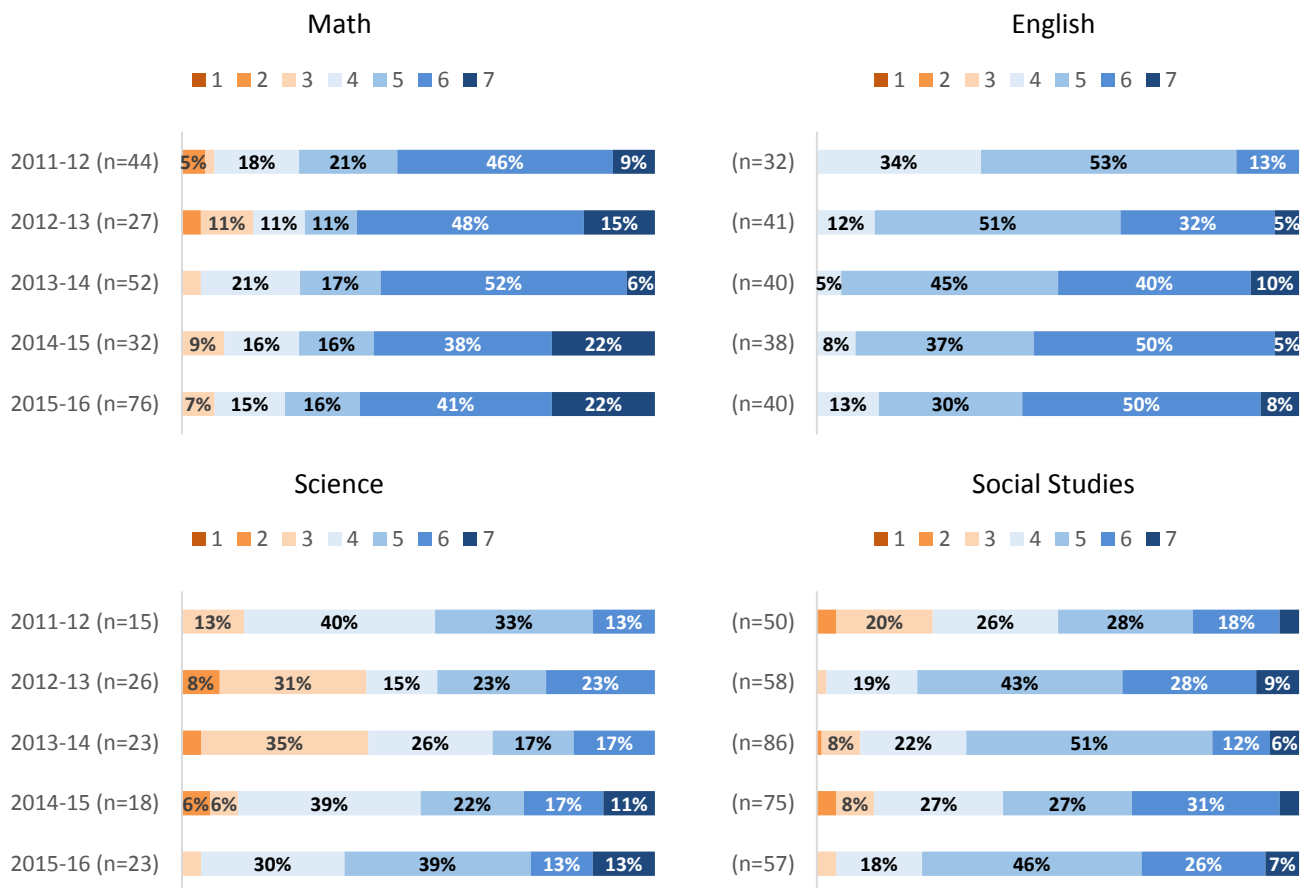 Math
1 2 3 4 5 6 7
2011-12 (n=44) 5% 18% 21% 46% 9%
2012-13 (n=27) 11% 11% 11% 48% 15%
2013-14 (n=52) 21% 17% 52% 6%
2014-15 (n=32) 9% 16% 16% 38% 22%
2015-16 (n=76) 7% 15% 16% 41% 22%
English
1 2 3 4 5 6 7
(n=32) 34% 53% 13%
(n=41) 12% 51% 32% 5%
(n=40) 5% 45% 40% 10%
(n=38) 8% 37% 50% 5%
(n=40) 13% 30% 50% 8%
Science
1 2 3 4 5 6 7
2011-12 (n=15) 13% 40% 33% 13%
2012-13 (n=26) 8% 31% 15% 23% 23%
2013-14 (n=23) 35% 26% 17% 17%
2014-15 (n=18) 6% 6% 39% 22% 17% 11%
2015-16 (n=23) 30% 39% 13% 13%
Social Studies
1 2 3 4 5 6 7
(n=50) 20% 26% 28% 18%
(n=58) 19% 43% 28% 9%
(n=86) 8% 22% 51% 12% 6%
(n=75) 8% 27% 27% 31%
(n=57) 18% 46% 26% 7%